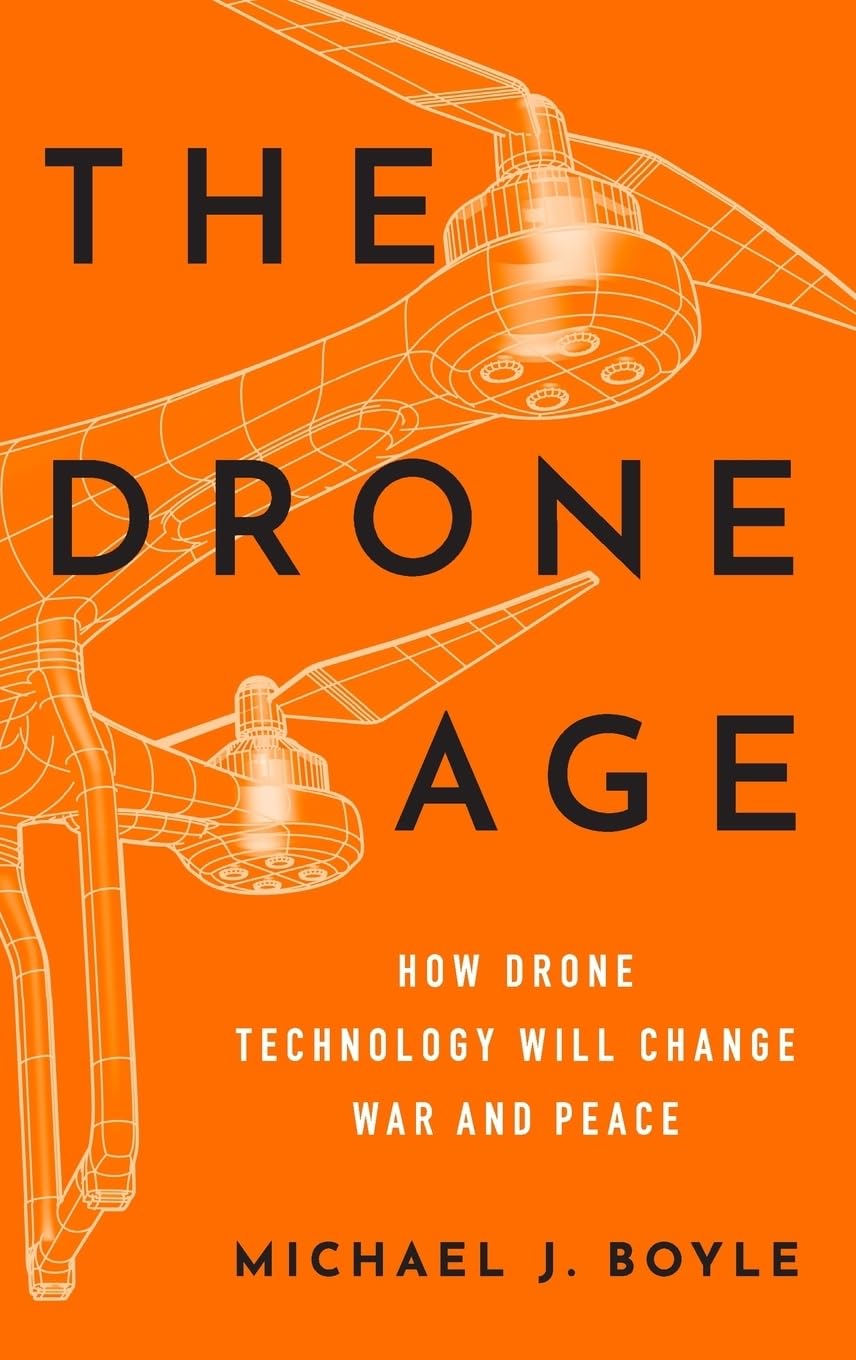 THE
DRONE
AGE
HOW DRONE
TECHNOLOGY WILL CHANGE
WAR AND PEACE
MICHAEL J. BOYLE